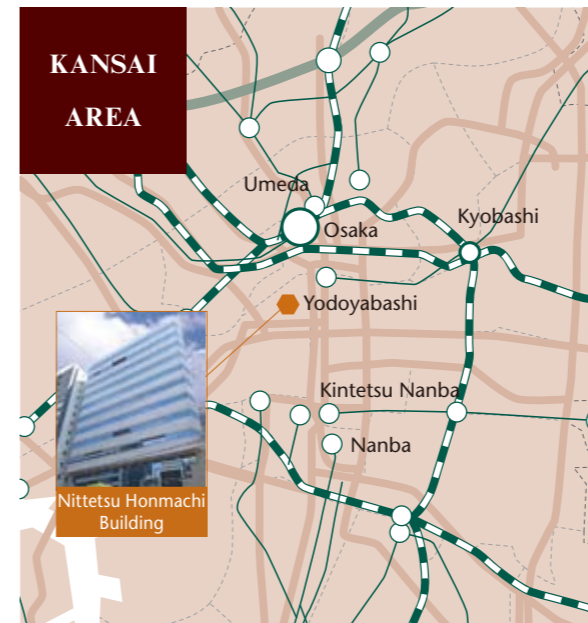 KANSAI
AREA
Umeda
Osaka
Kyobashi
Yodoyabashi
Kintetsu Nanba
Nanba
Nittetsu Honmachi
Building